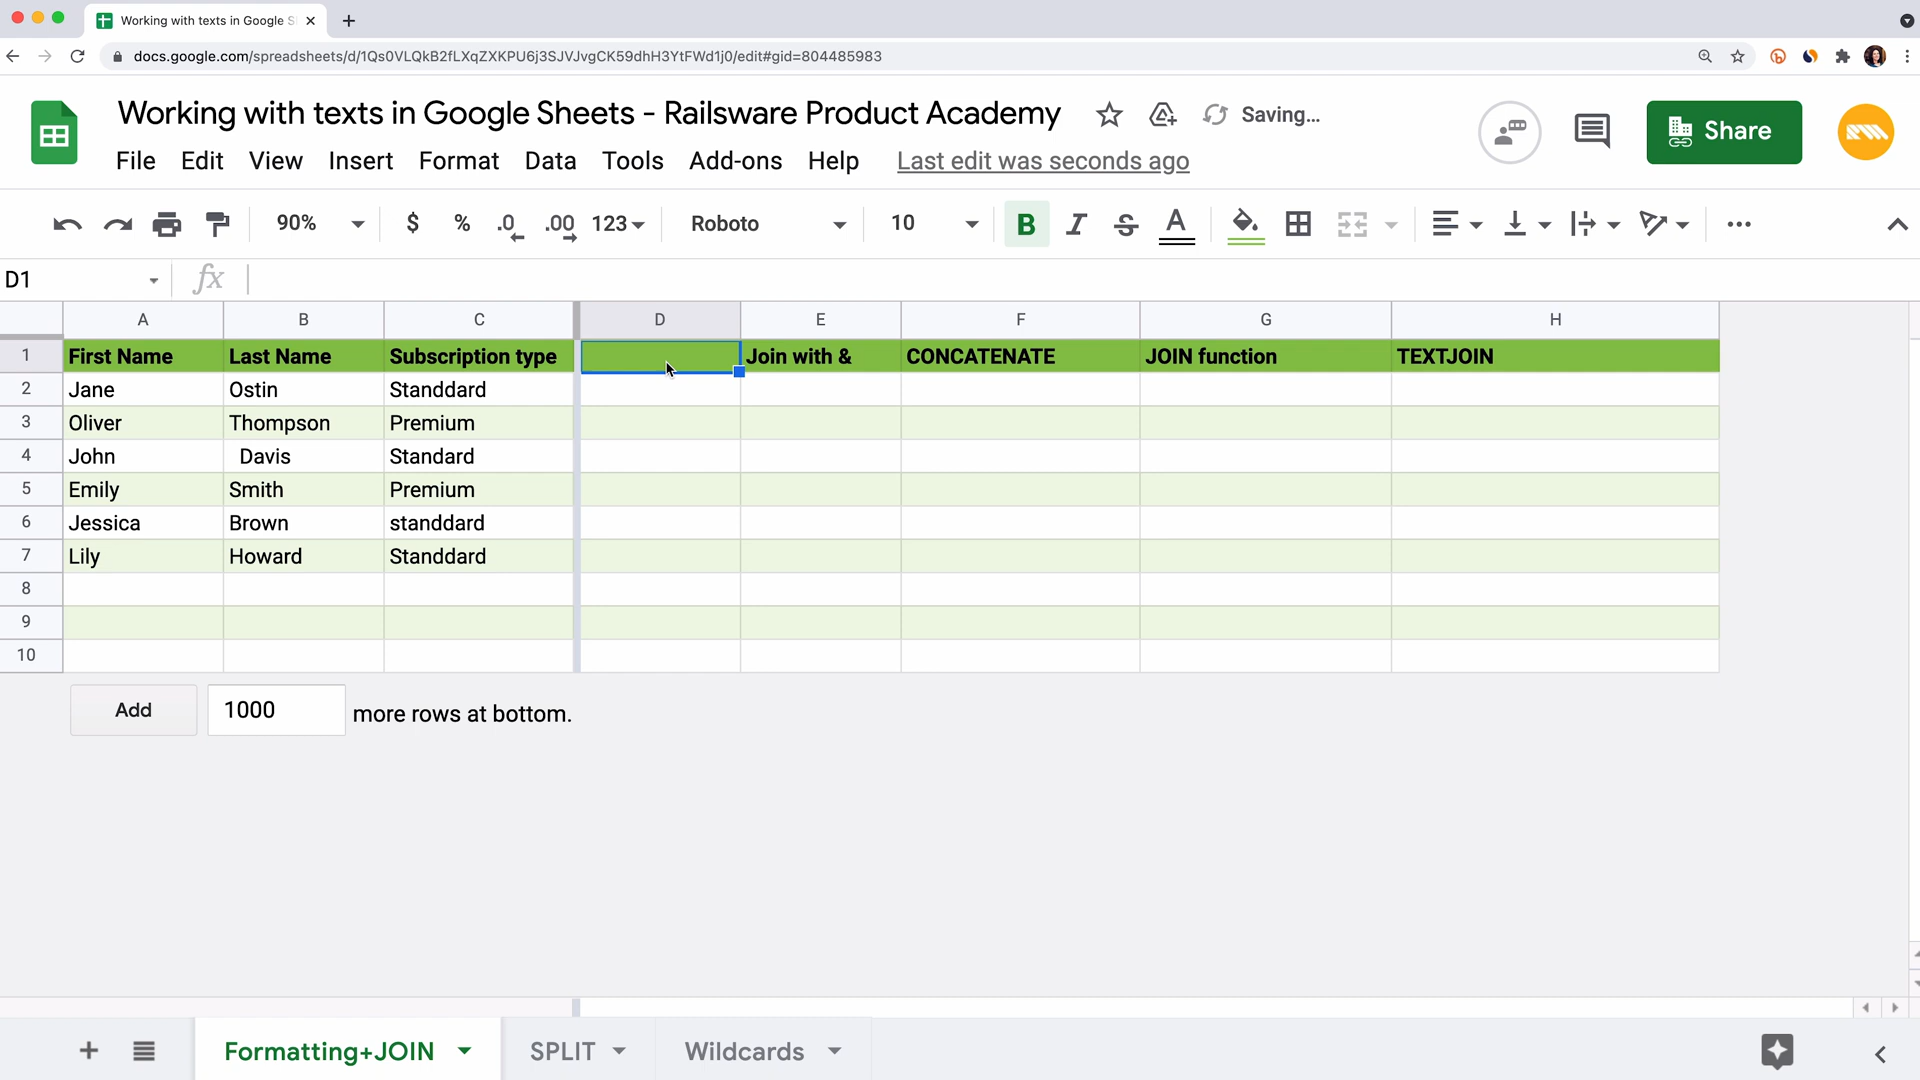 Working with texts in Google S
docs.google.com/spreadsheets/d/1Qs0VLQkB2fLXqZXKPU6j3SJVJvgCK59dhH3YtFWd1j0/edit#gid=804485983
Working with texts in Google Sheets - Railsware Product Academy Saving...
Share
File Edit View Insert Format Data Tools Add-ons Help Last edit was seconds ago
90% $ % .0 .00 123 Roboto 10 B I S A
D1 fx
A B C D E F G H
1 First Name Last Name Subscription type Join with & CONCATENATE JOIN function TEXTJOIN
2 Jane Ostin Standdard
3 Oliver Thompson Premium
4 John Davis Standard
5 Emily Smith Premium
6 Jessica Brown standdard
7 Lily Howard Standdard
8
9
10
Add 1000 more rows at bottom.
Formatting+JOIN SPLIT Wildcards